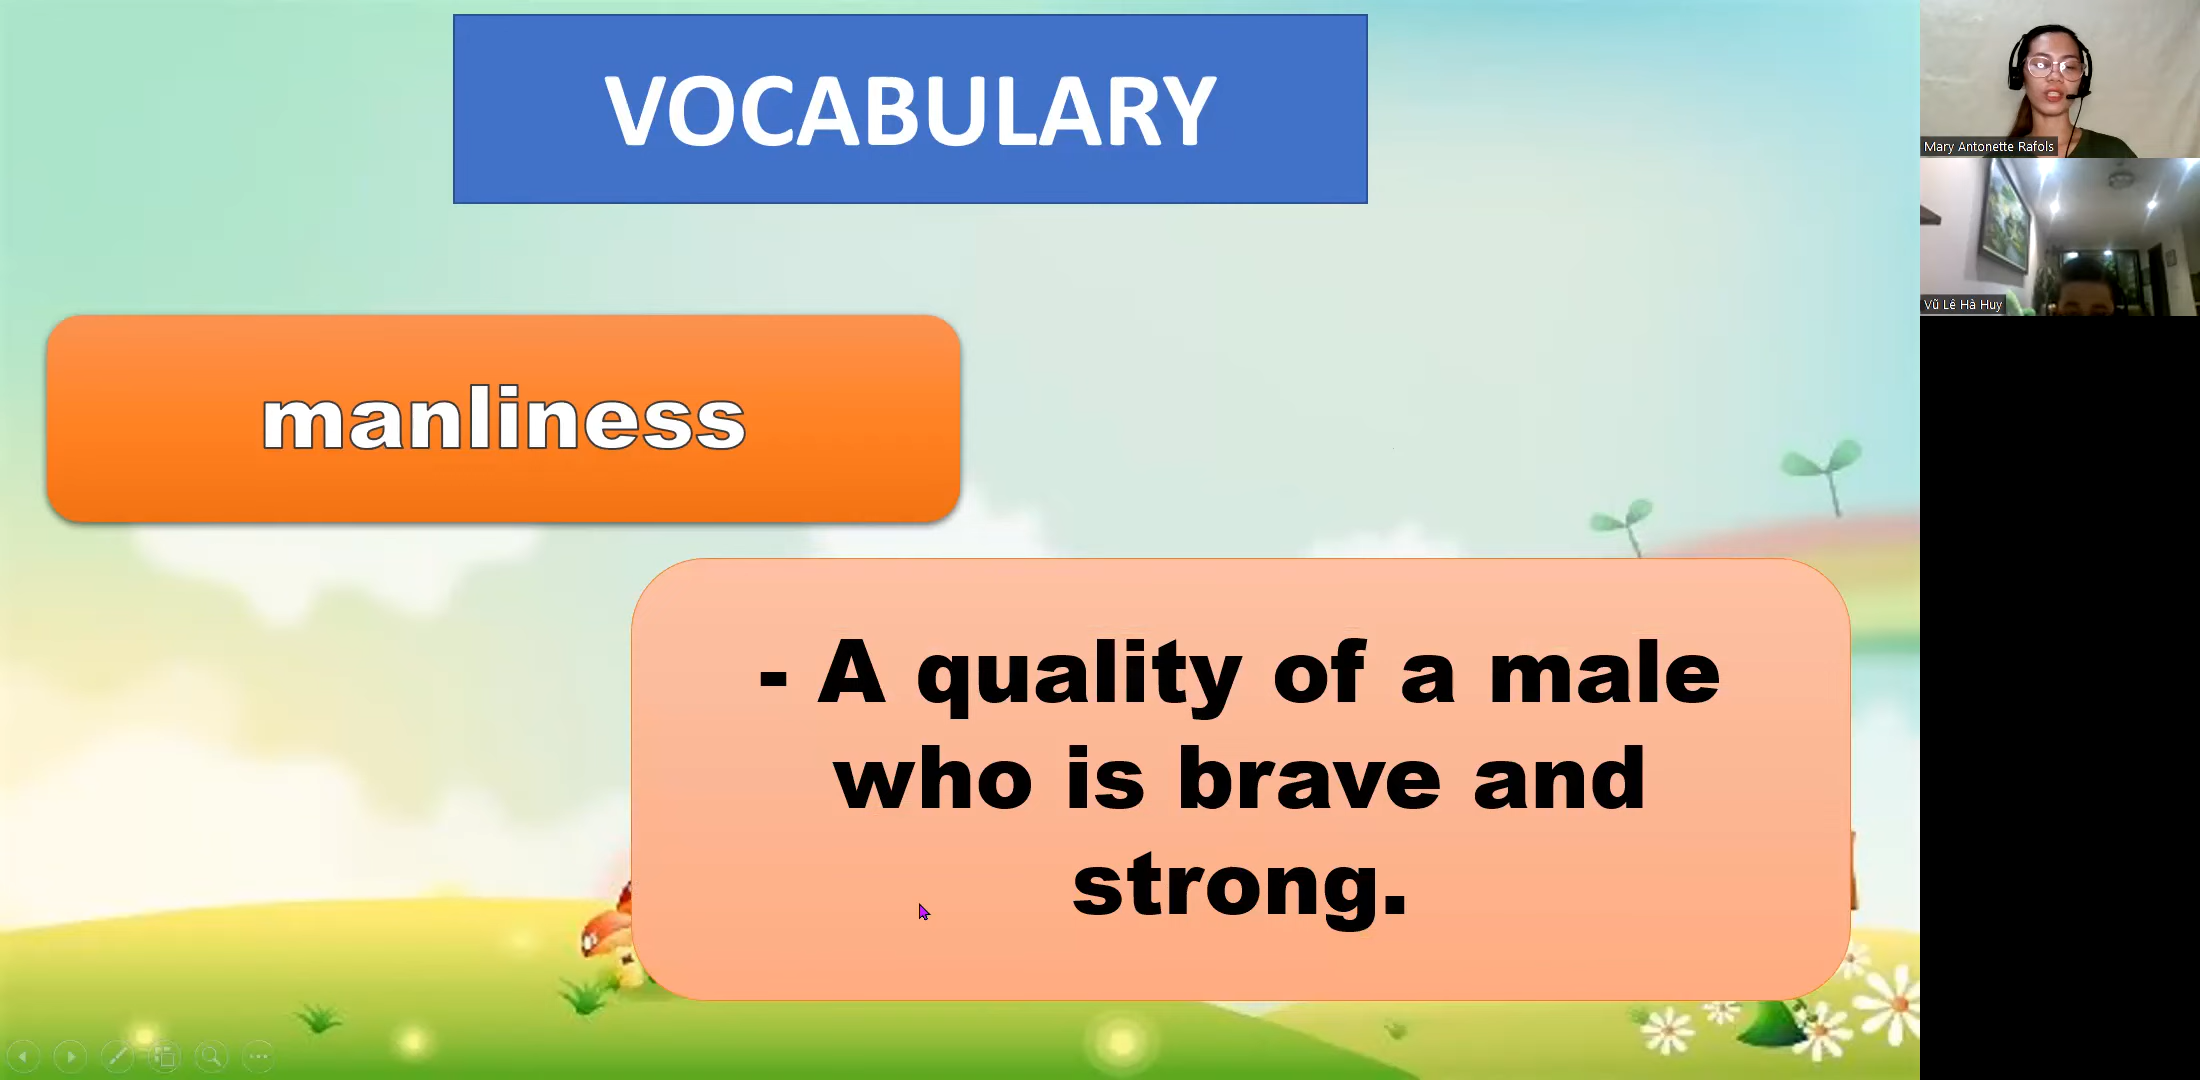 VOCABULARY
manliness
- A quality of a male
who is brave and
strong.
Mary Antonette Rafols
Vũ Lê Hà Huy